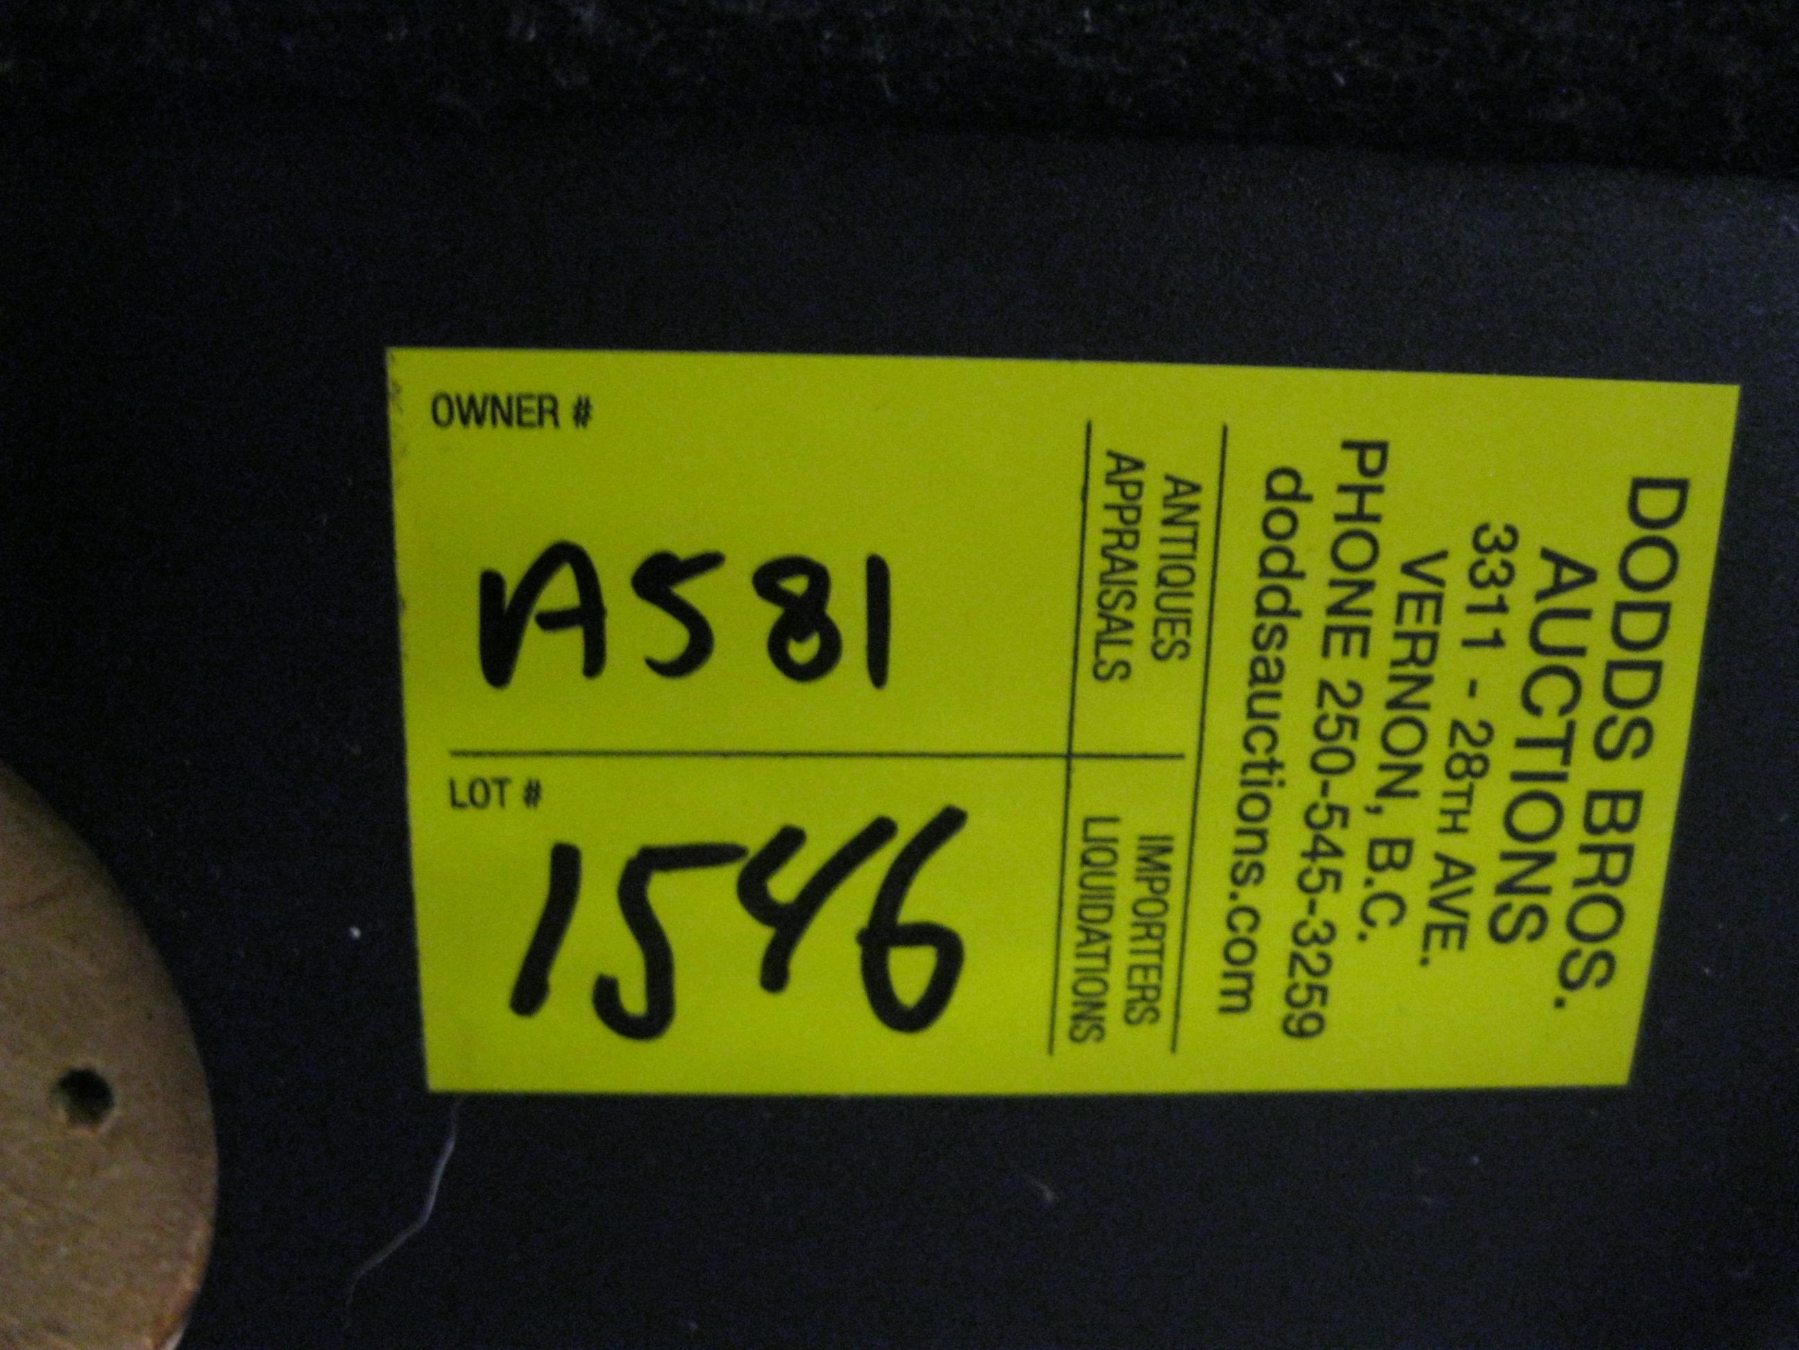 OWNER #
A581
LOT #
1546
DODDS BROS.
AUCTIONS
3311 - 28TH AVE.
VERNON, B.C.
PHONE 250-545-3259
doddsauctions.com
ANTIQUES
APPRAISALS
IMPORTERS
LIQUIDATIONS